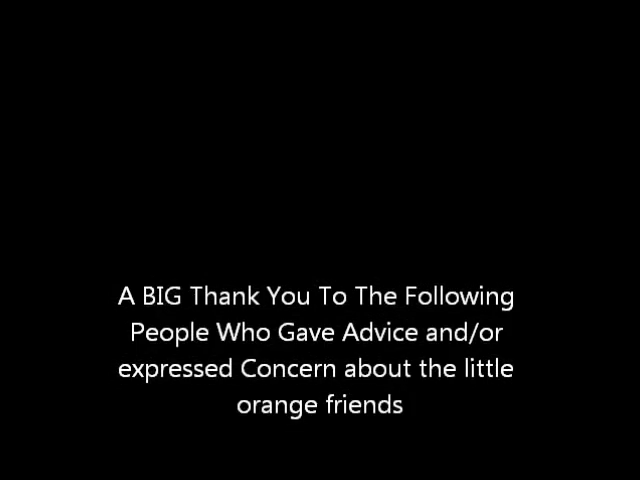 A BIG Thank You To The Following
People Who Gave Advice and/or
expressed Concern about the little
orange friends